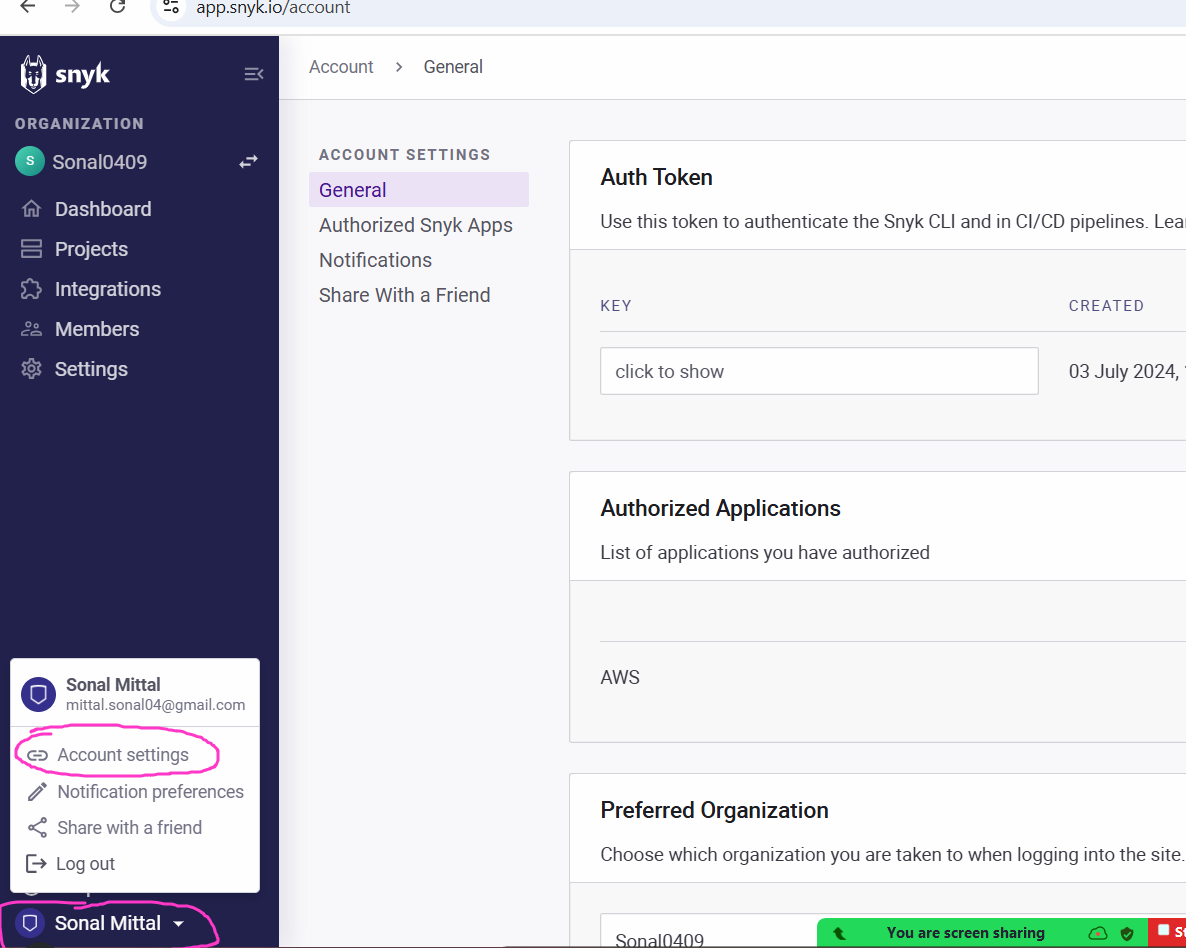 app.snyk.io/account
snyk
Account > General
ORGANIZATION
S Sonal0409
Dashboard
Projects
Integrations
Members
Settings
ACCOUNT SETTINGS
General
Authorized Snyk Apps
Notifications
Share With a Friend
Auth Token
Use this token to authenticate the Snyk CLI and in CI/CD pipelines. Lea
KEY CREATED
click to show 03 July 2024,
Authorized Applications
List of applications you have authorized
AWS
Preferred Organization
Choose which organization you are taken to when logging into the site.
Sonal0409
Sonal Mittal
mittal.sonal04@gmail.com
Account settings
Notification preferences
Share with a friend
Log out
Sonal Mittal
You are screen sharing
St